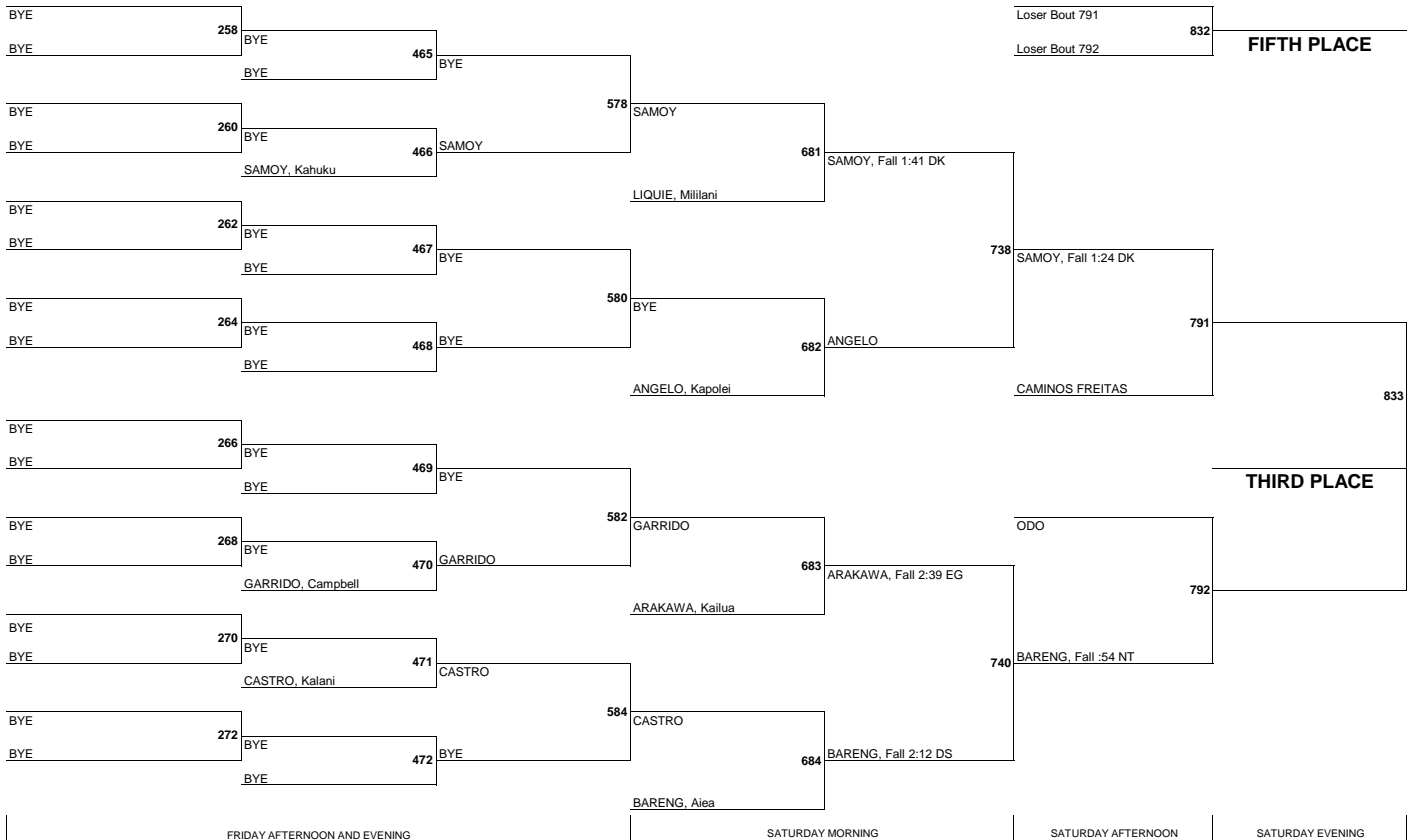 BYE
258
BYE
BYE
BYE
465
BYE
BYE
260
BYE
BYE
SAMOY, Kahuku
466
SAMOY
578
SAMOY
LIQUIE, Mililani
681
SAMOY, Fall 1:41 DK
BYE
262
BYE
BYE
BYE
467
BYE
BYE
264
BYE
BYE
BYE
468
BYE
580
BYE
ANGELO, Kapolei
682
ANGELO
738
SAMOY, Fall 1:24 DK
CAMINOS FREITAS
791
BYE
266
BYE
BYE
BYE
469
BYE
BYE
268
BYE
BYE
GARRIDO, Campbell
470
GARRIDO
582
GARRIDO
ARAKAWA, Kailua
683
ARAKAWA, Fall 2:39 EG
BYE
270
BYE
BYE
CASTRO, Kalani
471
CASTRO
BYE
272
BYE
BYE
BYE
472
BYE
584
CASTRO
BARENG, Aiea
684
BARENG, Fall 2:12 DS
740
ODO
BARENG, Fall :54 NT
792
833
THIRD PLACE
Loser Bout 791
Loser Bout 792
832
FIFTH PLACE
FRIDAY AFTERNOON AND EVENING
SATURDAY MORNING
SATURDAY AFTERNOON
SATURDAY EVENING